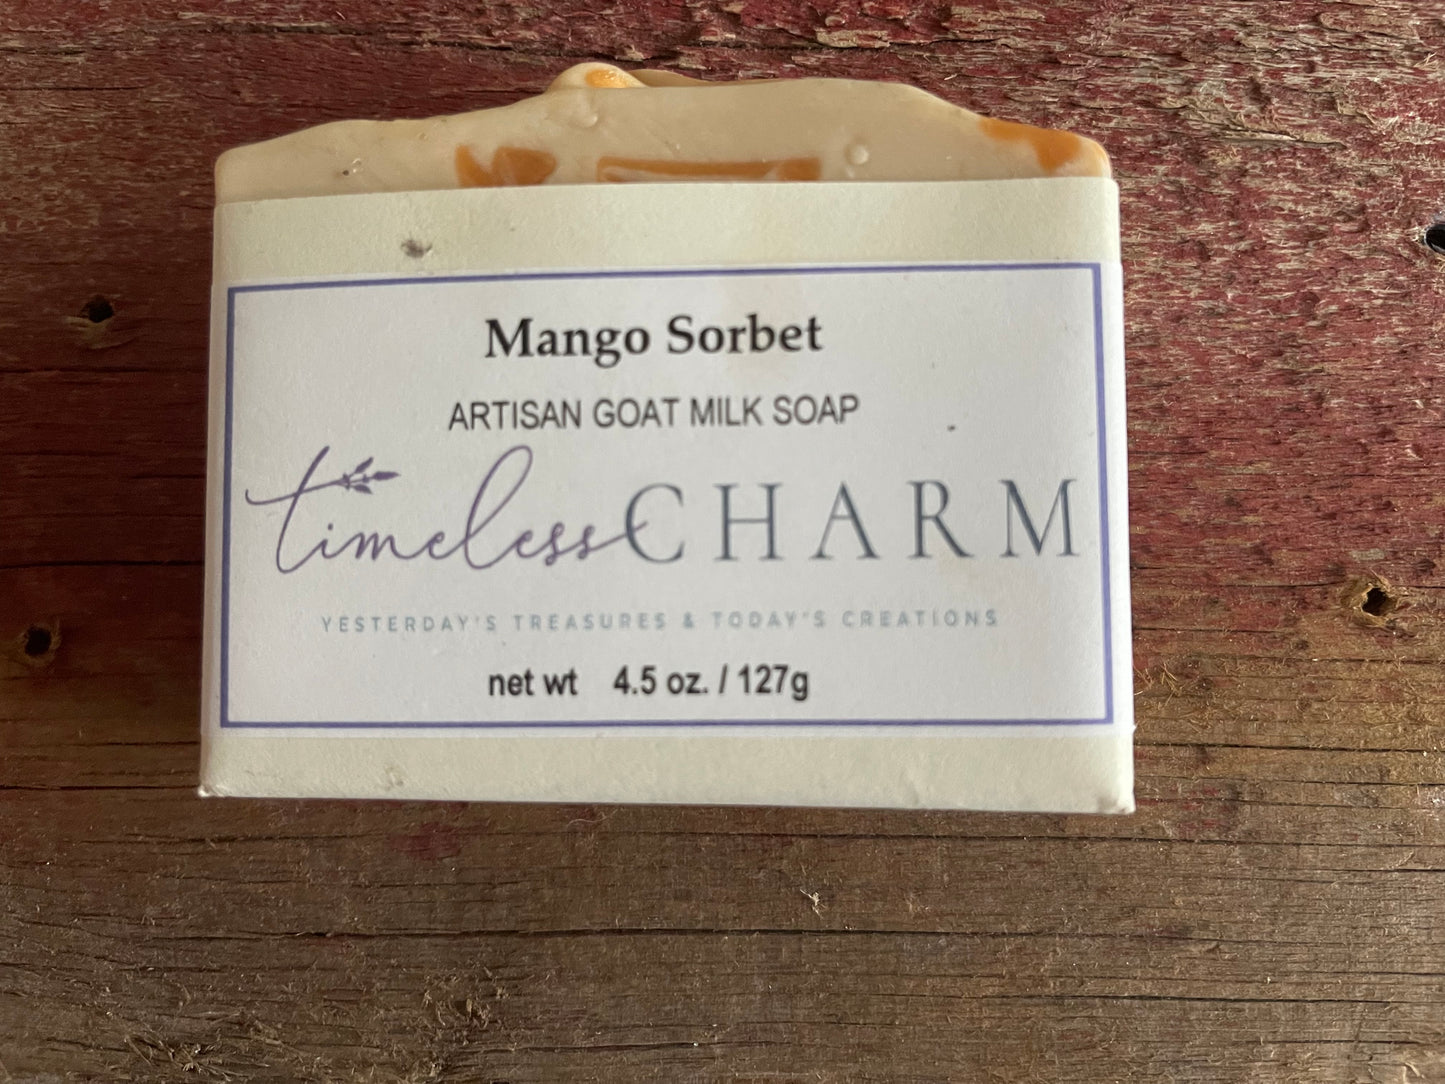 Mango Sorbet
ARTISAN GOAT MILK SOAP
timeless CHARM
YESTERDAY'S TREASURES & TODAY'S CREATIONS
net wt 4.5 oz. / 127g